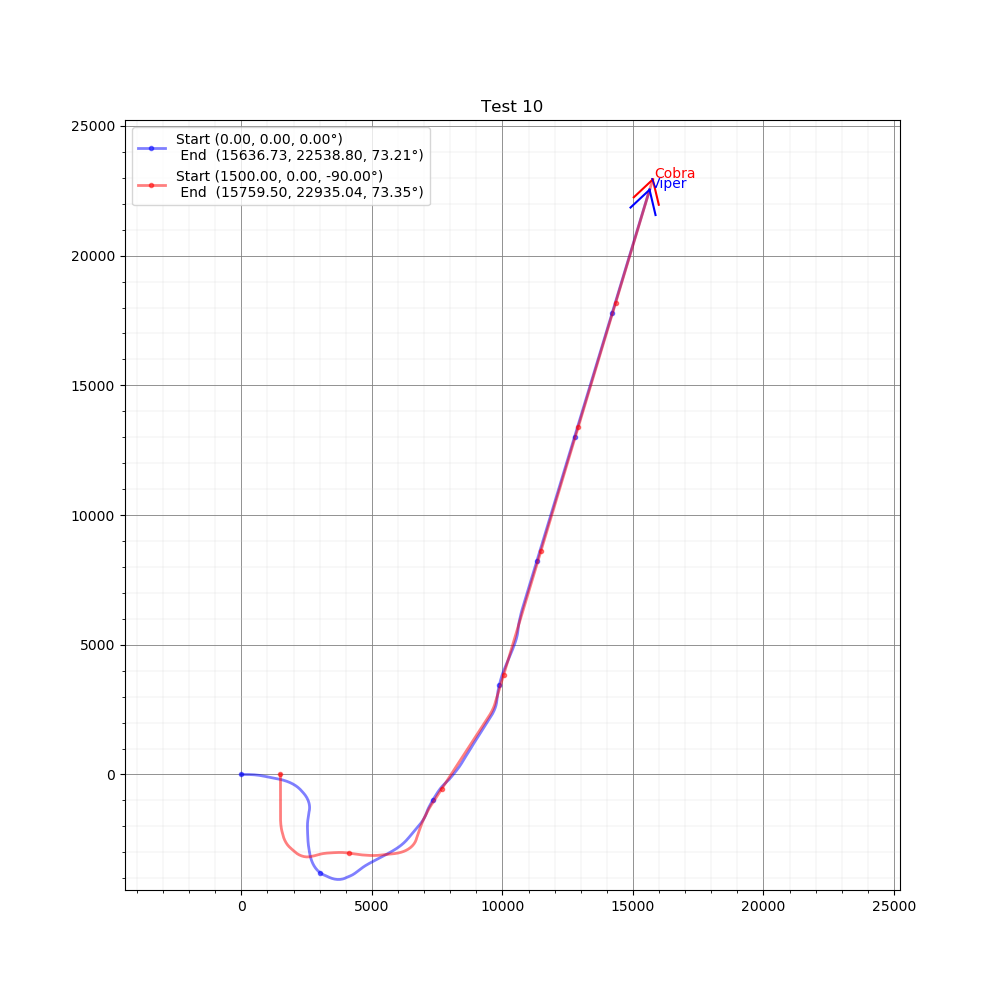 Test 10
Start (0.00, 0.00, 0.00°)
End (15636.73, 22538.80, 73.21°)
Start (1500.00, 0.00, -90.00°)
End (15759.50, 22935.04, 73.35°)
Cobra
Viper
25000
20000
15000
10000
5000
0
0 5000 10000 15000 20000 25000